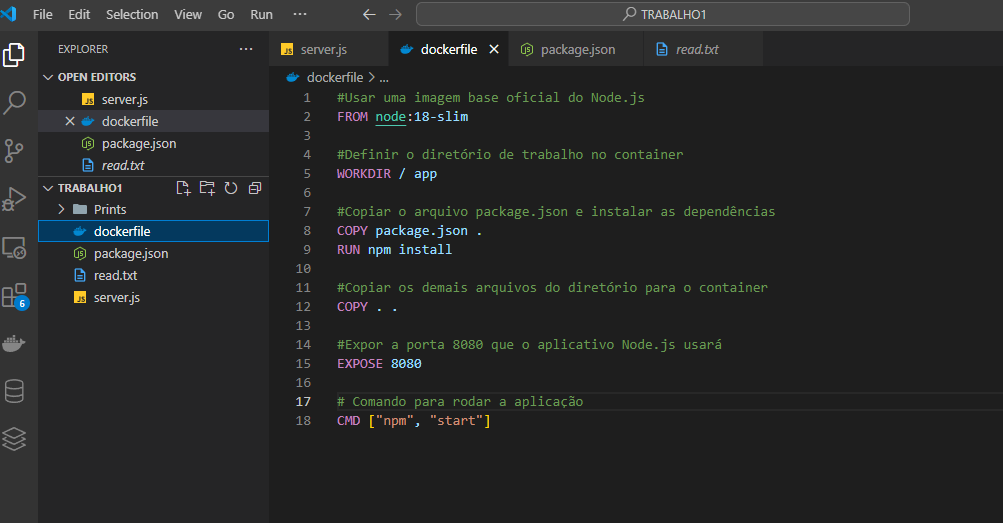 File Edit Selection View Go Run ··· ← → TRABALHO1
EXPLORER ···
OPEN EDITORS
JS server.js
× dockerfile
JS package.json
read.txt
TRABALHO1
Prints
dockerfile
JS package.json
read.txt
JS server.js
6
JS server.js dockerfile × JS package.json read.txt
dockerfile > ...
1 #Usar uma imagem base oficial do Node.js
2 FROM node:18-slim
3
4 #Definir o diretório de trabalho no container
5 WORKDIR / app
6
7 #Copiar o arquivo package.json e instalar as dependências
8 COPY package.json .
9 RUN npm install
10
11 #Copiar os demais arquivos do diretório para o container
12 COPY . .
13
14 #Expor a porta 8080 que o aplicativo Node.js usará
15 EXPOSE 8080
16
17 # Comando para rodar a aplicação
18 CMD ["npm", "start"]